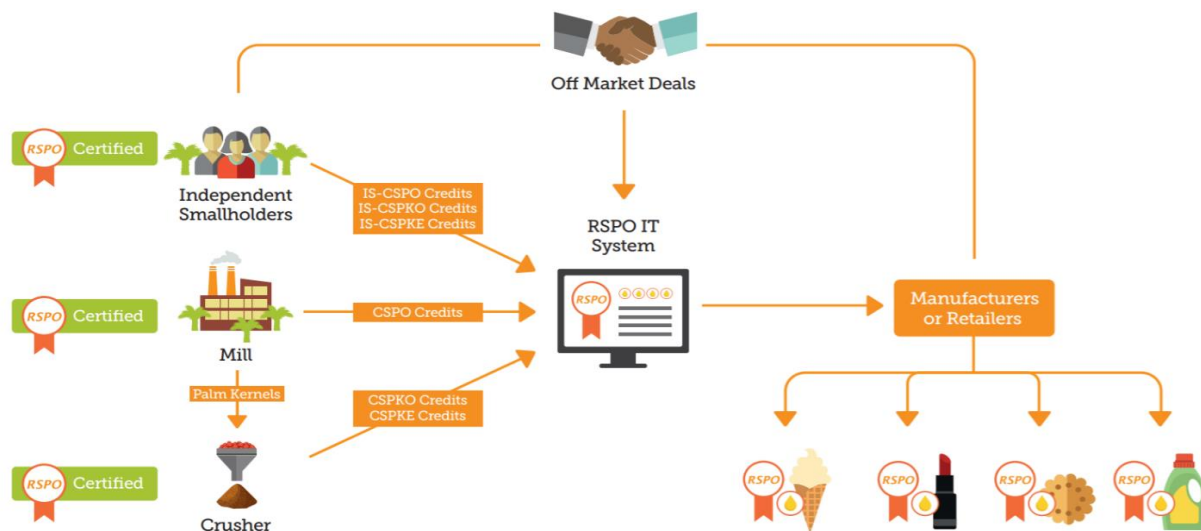 Off Market Deals
RSPO Certified
Independent
Smallholders
IS-CSPO Credits
IS-CSPKO Credits
IS-CSPKE Credits
RSPO IT
System
RSPO
RSPO Certified
Mill
CSPO Credits
Manufacturers
or Retailers
Palm Kernels
CSPKO Credits
CSPKE Credits
RSPO Certified
Crusher
RSPO
RSPO
RSPO
RSPO